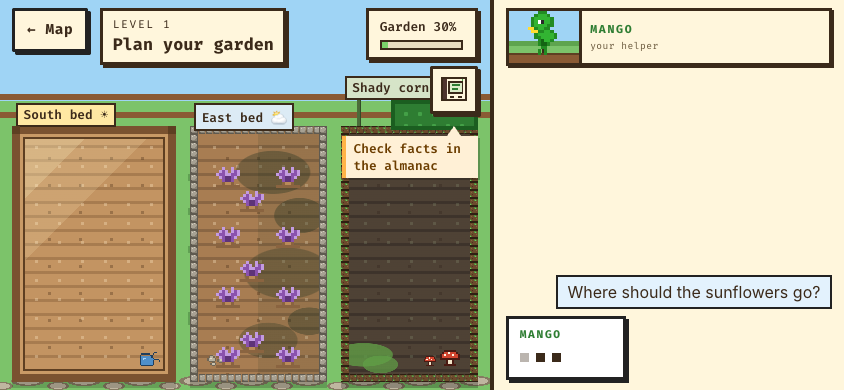 ← Map
LEVEL 1
Plan your garden
Garden 30%
Shady corn
South bed ☀
East bed ⛅
Check facts in
the almanac
MANGO
your helper
Where should the sunflowers go?
MANGO